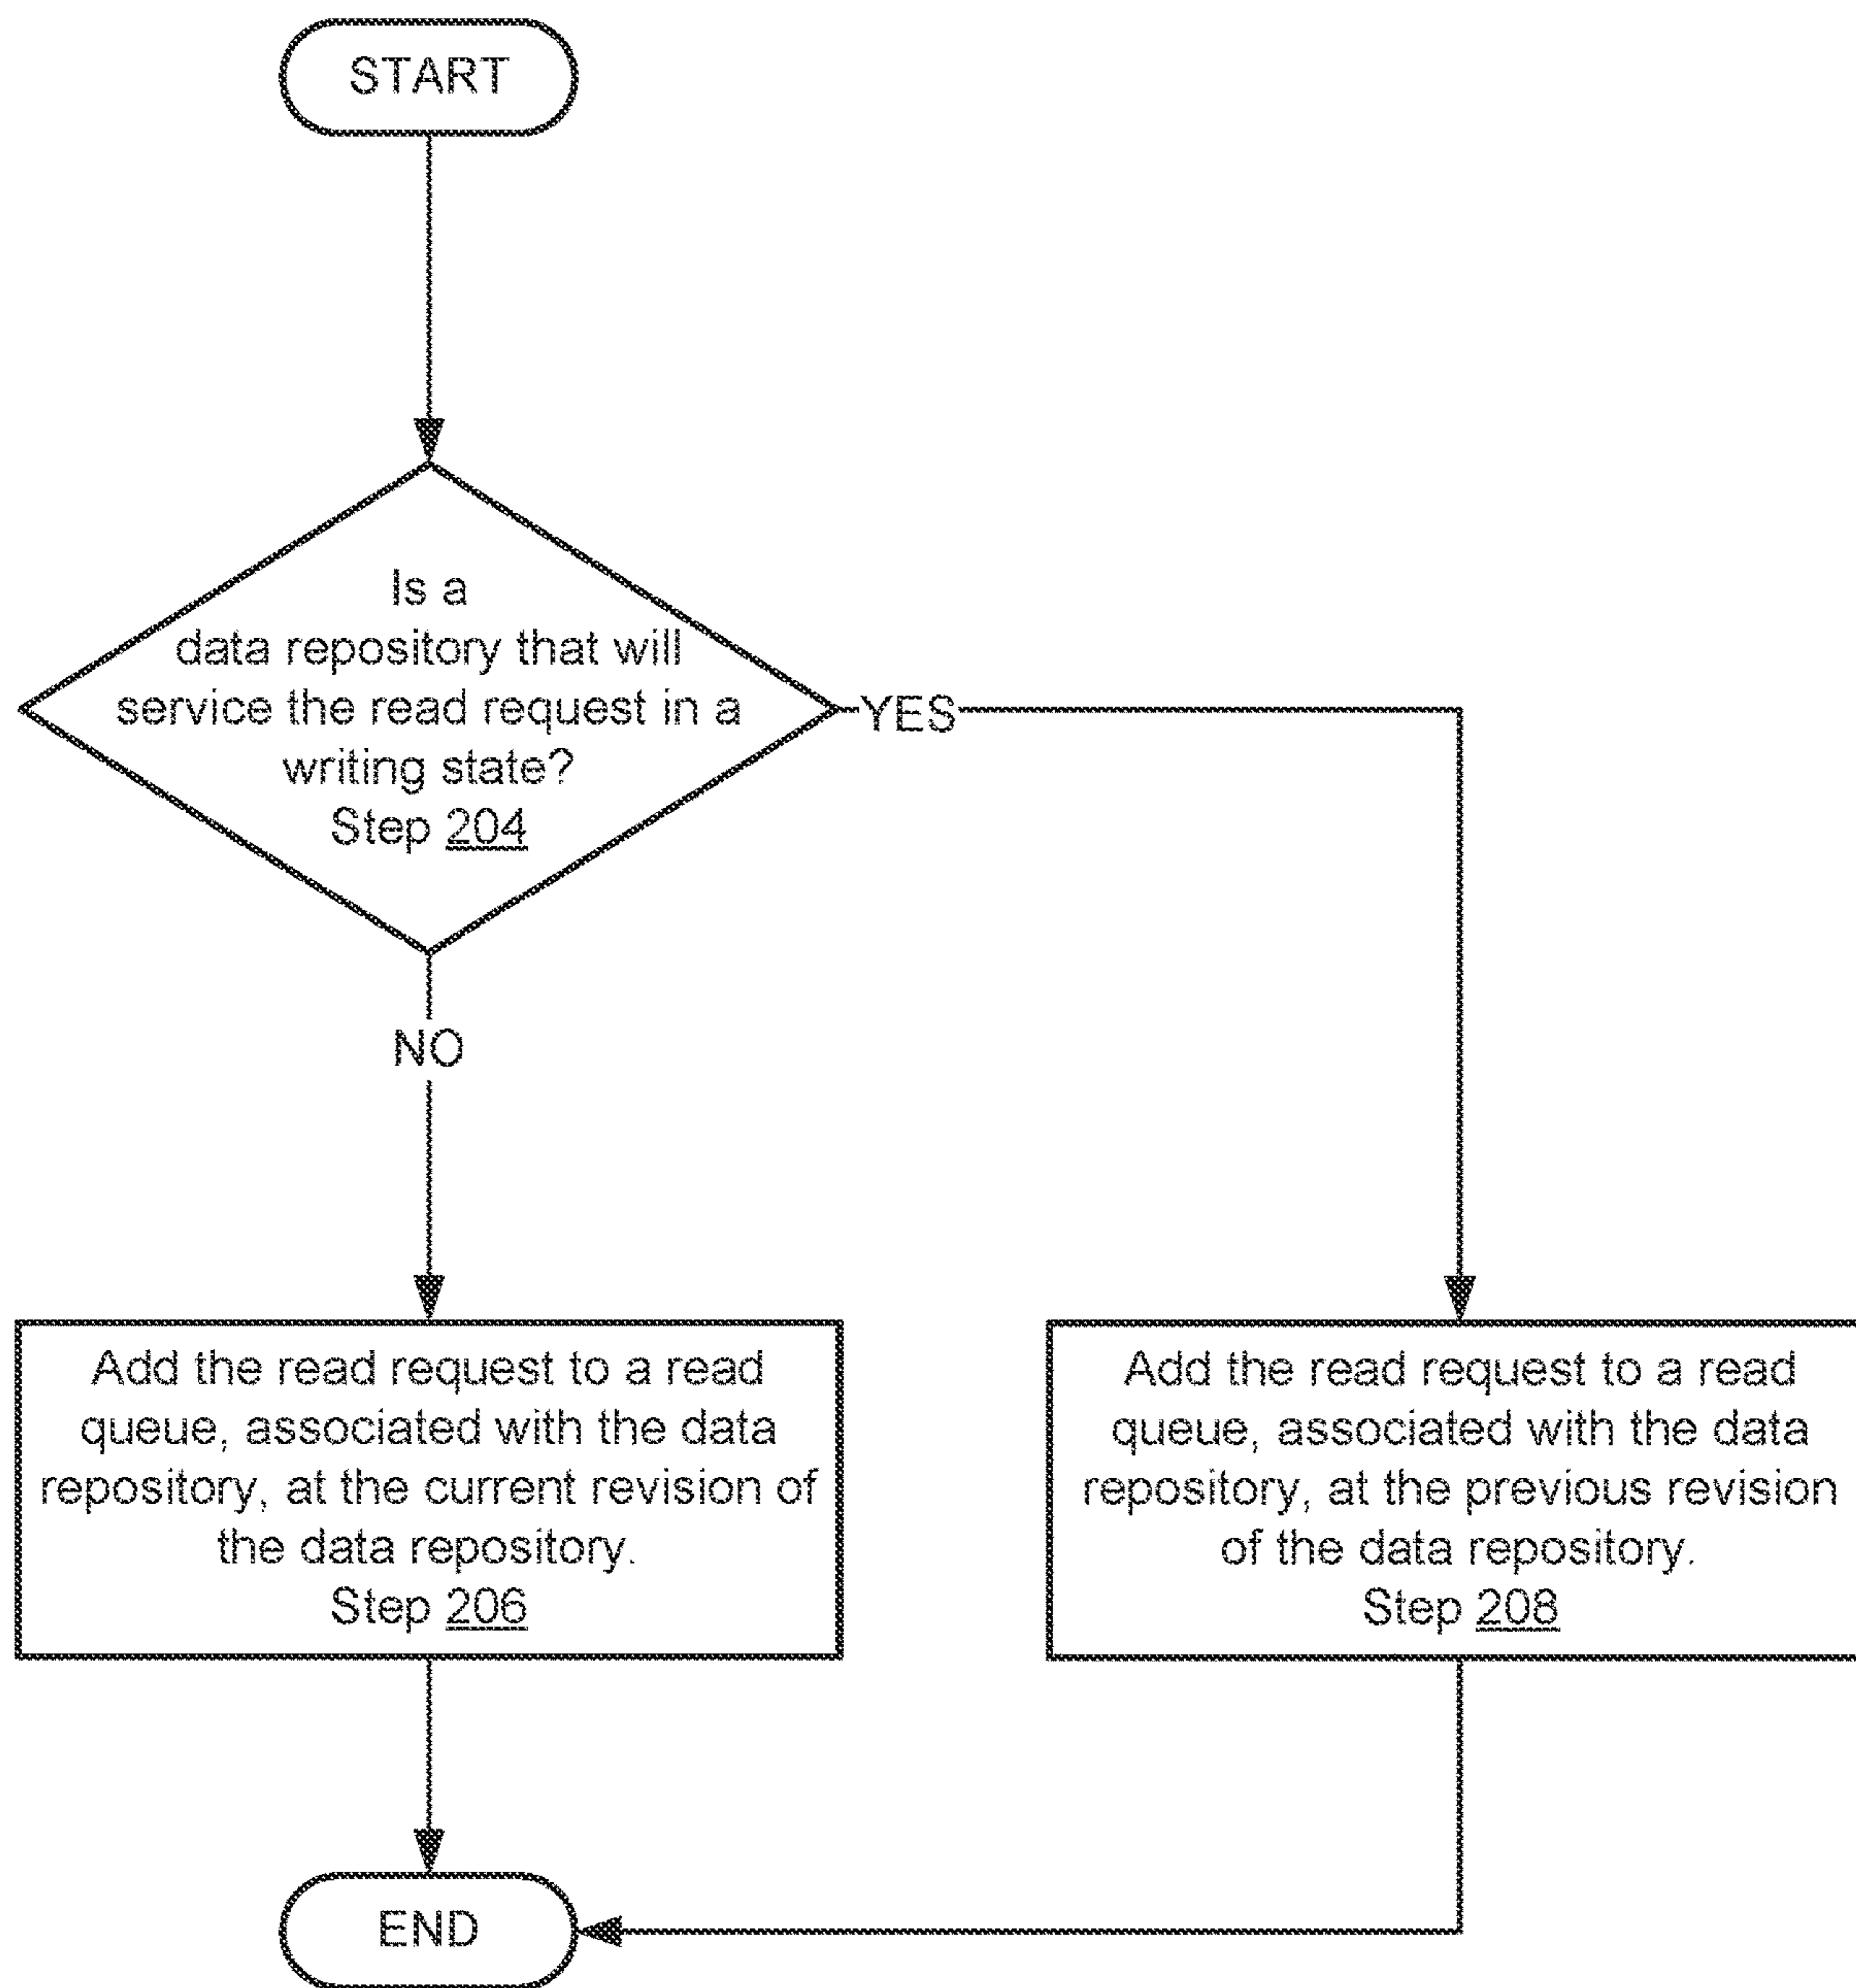 START
Is a
data repository that will
service the read request in a
writing state?
Step 204
YES
NO
Add the read request to a read
queue, associated with the data
repository, at the current revision of
the data repository.
Step 206
Add the read request to a read
queue, associated with the data
repository, at the previous revision
of the data repository.
Step 208
END